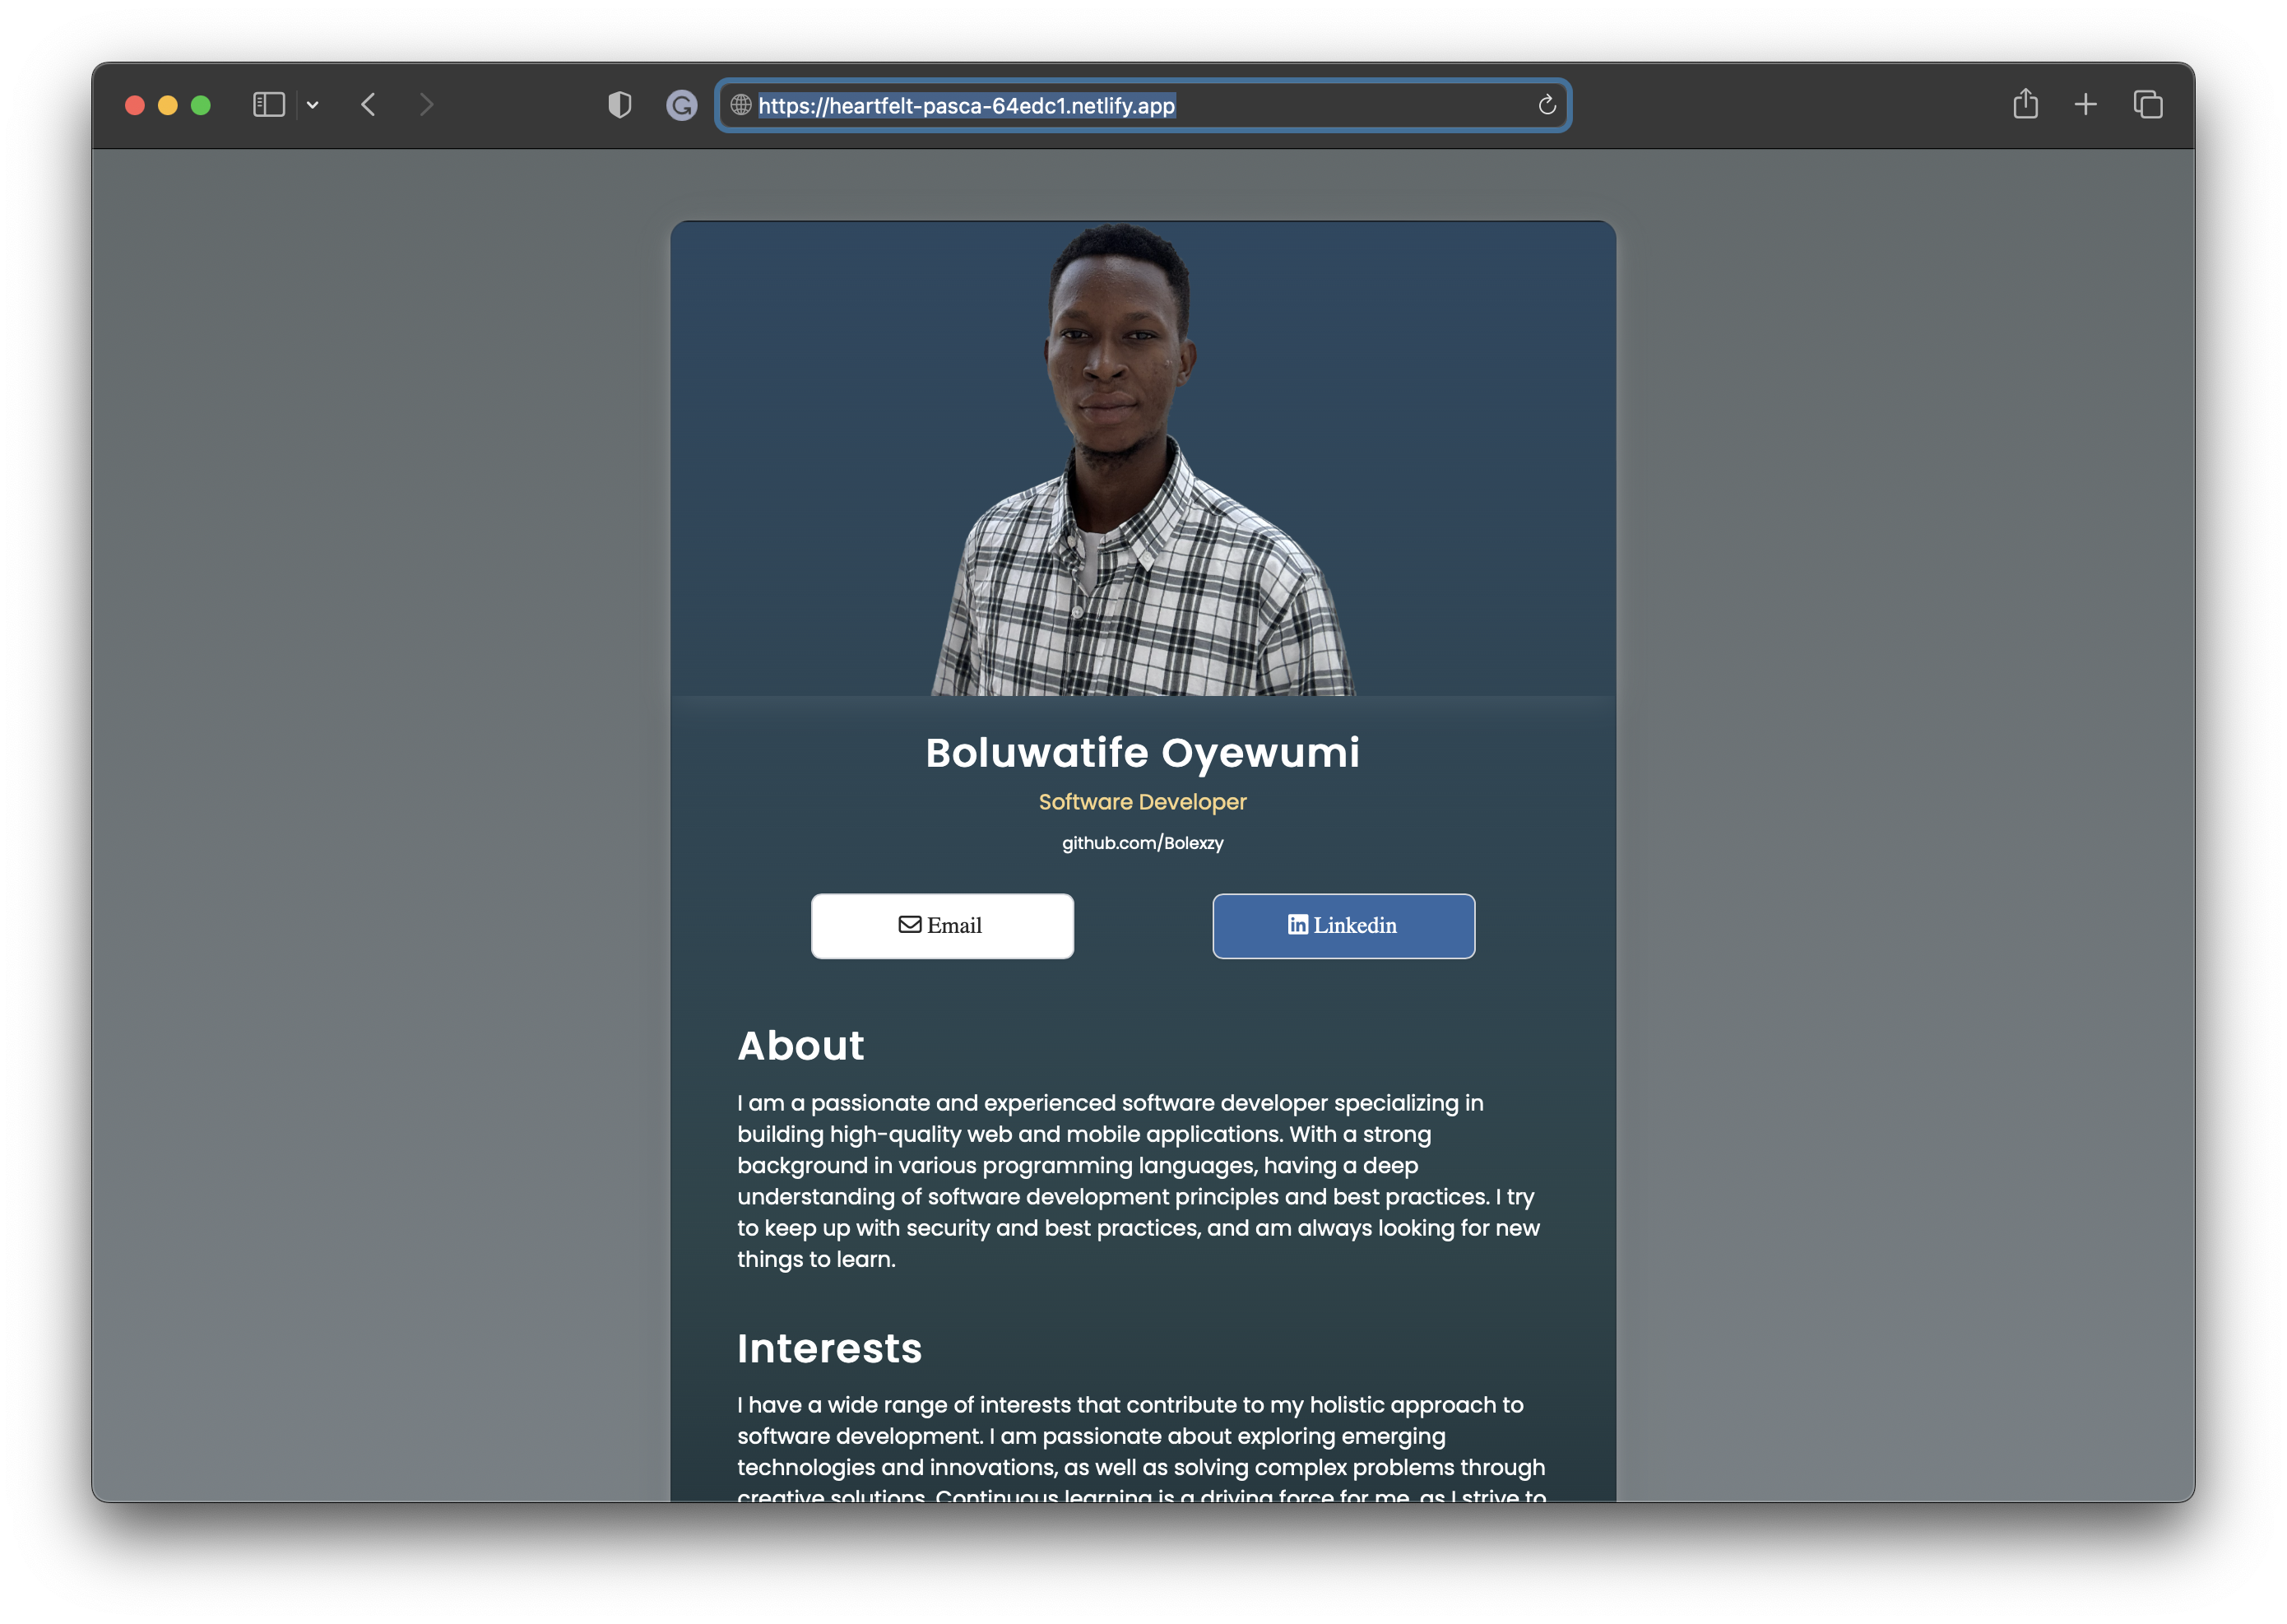 https://heartfelt-pasca-64edc1.netlify.app
Boluwatife Oyewumi
Software Developer
github.com/Bolexzy
Email
Linkedin
About
I am a passionate and experienced software developer specializing in
building high-quality web and mobile applications. With a strong
background in various programming languages, having a deep
understanding of software development principles and best practices. I try
to keep up with security and best practices, and am always looking for new
things to learn.
Interests
I have a wide range of interests that contribute to my holistic approach to
software development. I am passionate about exploring emerging
technologies and innovations, as well as solving complex problems through
creative solutions. Continuous learning is a driving force for me, as I strive to